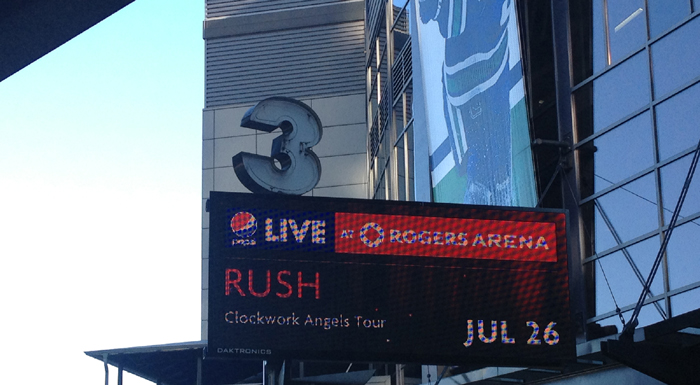 3
LIVE AT ROGERS ARENA
RUSH
Clockwork Angels Tour
JUL 26
DAKTRONICS